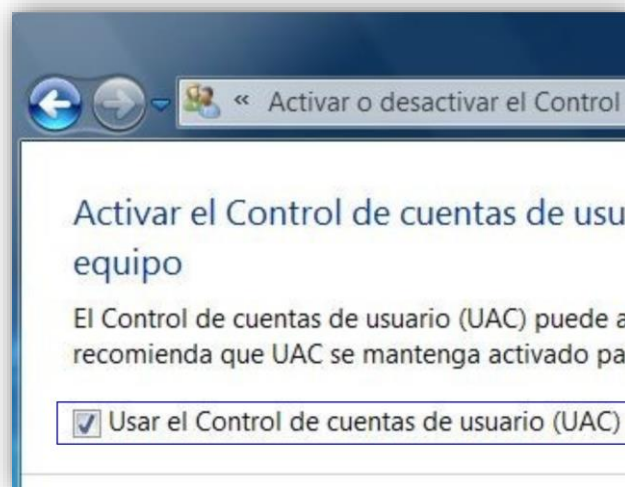 « Activar o desactivar el Control
Activar el Control de cuentas de usu
equipo
El Control de cuentas de usuario (UAC) puede a
recomienda que UAC se mantenga activado pa
Usar el Control de cuentas de usuario (UAC)